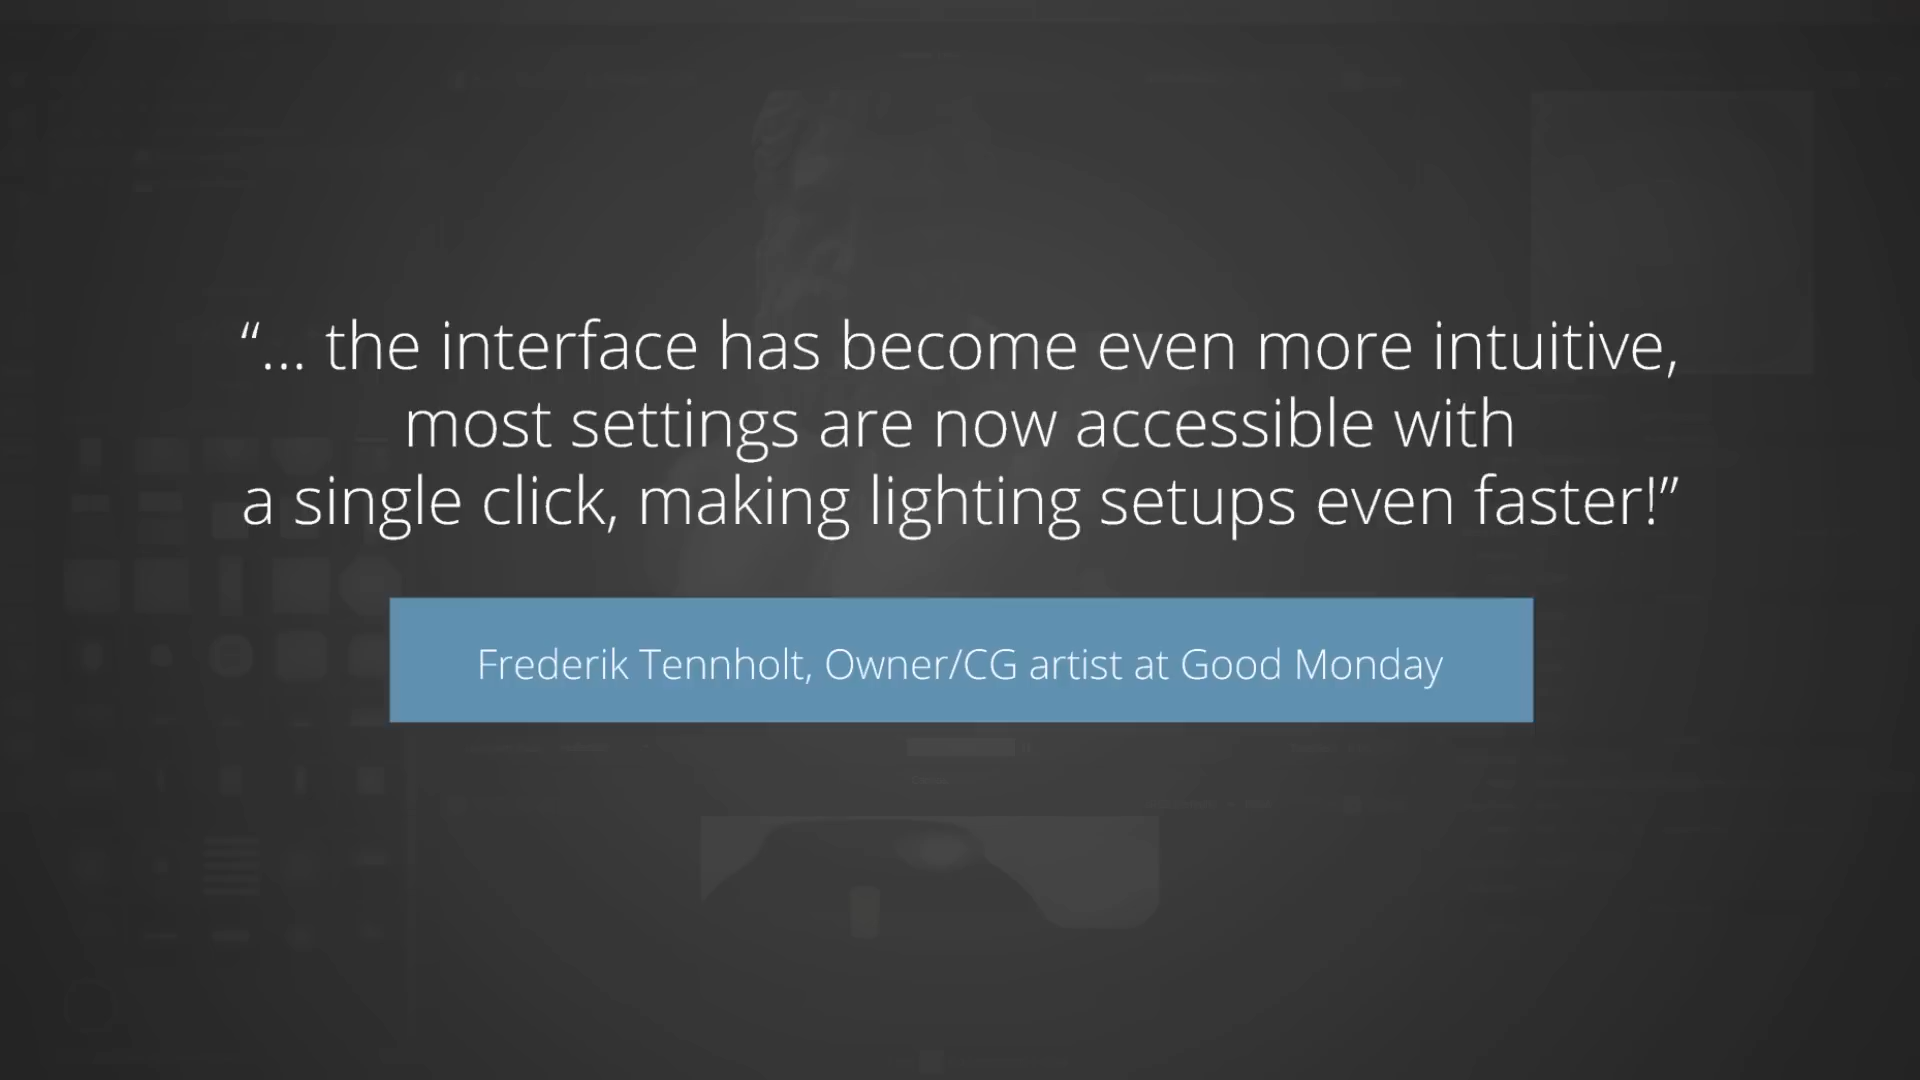 “... the interface has become even more intuitive,
most settings are now accessible with
a single click, making lighting setups even faster!”
Frederik Tennholt, Owner/CG artist at Good Monday